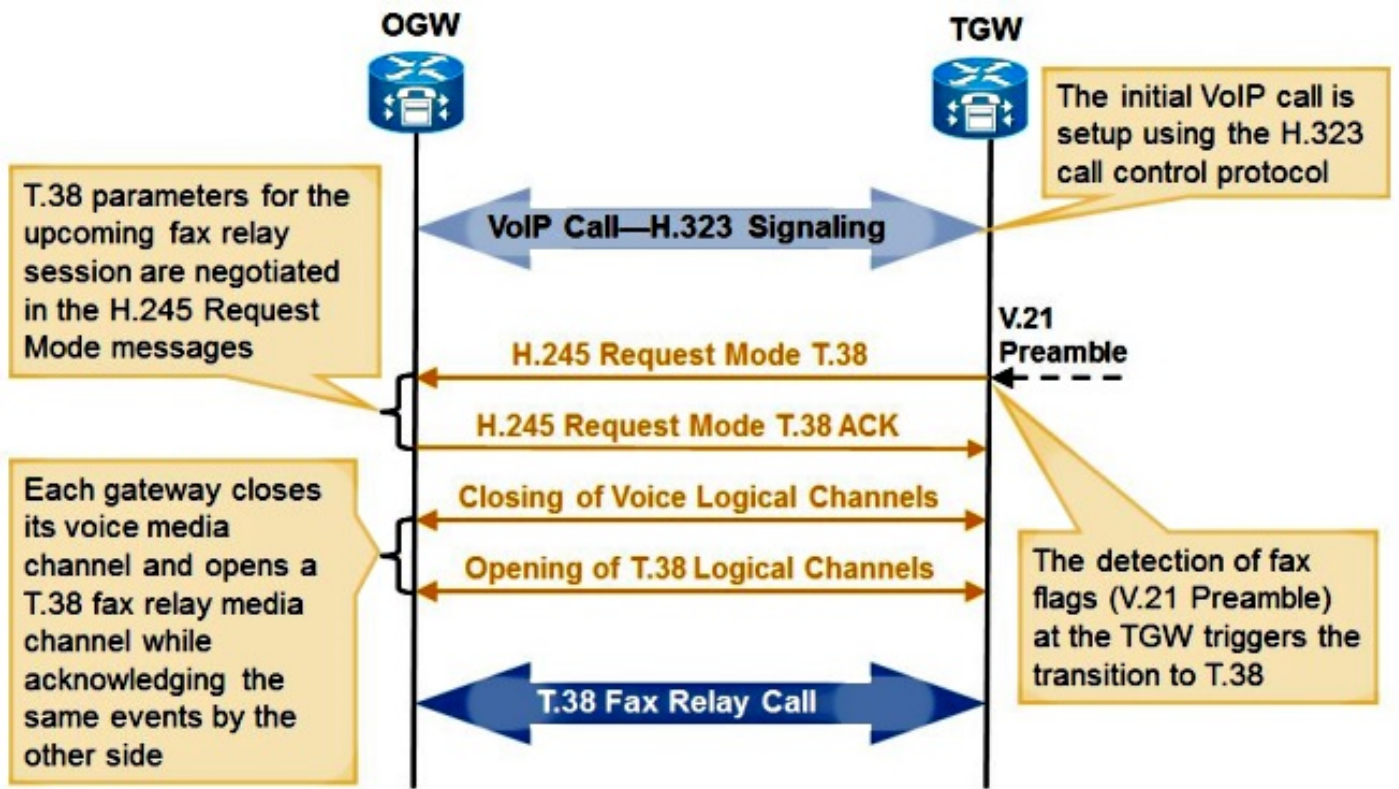 OGW
TGW
The initial VoIP call is
setup using the H.323
call control protocol
T.38 parameters for the
upcoming fax relay
session are negotiated
in the H.245 Request
Mode messages
VoIP Call—H.323 Signaling
V.21
Preamble
H.245 Request Mode T.38
H.245 Request Mode T.38 ACK
Each gateway closes
its voice media
channel and opens a
T.38 fax relay media
channel while
acknowledging the
same events by the
other side
Closing of Voice Logical Channels
Opening of T.38 Logical Channels
The detection of fax
flags (V.21 Preamble)
at the TGW triggers the
transition to T.38
T.38 Fax Relay Call